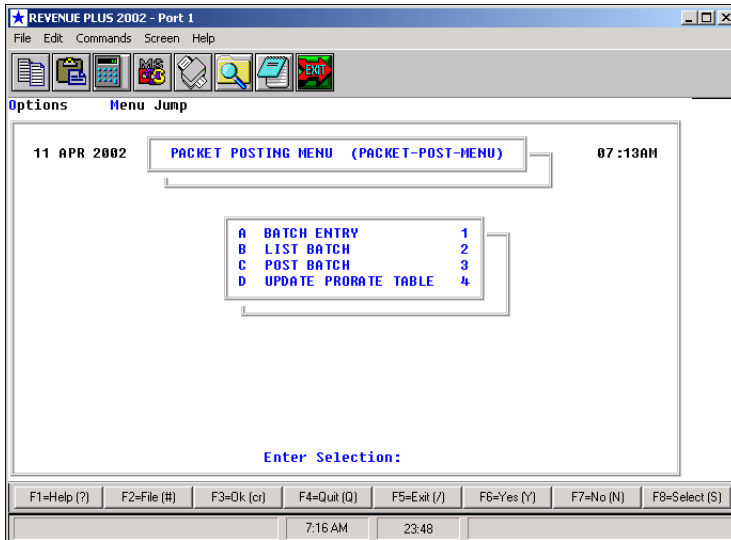 REVENUE PLUS 2002 - Port 1
File Edit Commands Screen Help
MS DOS EXIT
Options Menu Jump
11 APR 2002 PACKET POSTING MENU (PACKET-POST-MENU) 07:13AM
A BATCH ENTRY 1
B LIST BATCH 2
C POST BATCH 3
D UPDATE PRORATE TABLE 4
Enter Selection:
F1=Help (?) F2=File (#) F3=Ok (cr) F4=Quit (Q) F5=Exit (/) F6=Yes (Y) F7=No (N) F8=Select (S)
7:16 AM 23:48